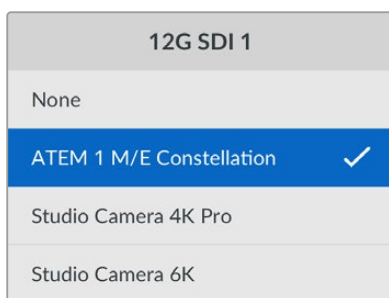 12G SDI 1
None
ATEM 1 M/E Constellation
Studio Camera 4K Pro
Studio Camera 6K